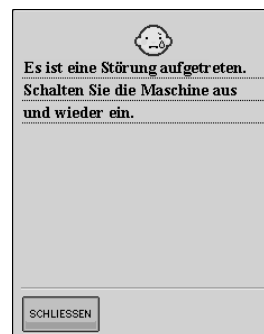 Es ist eine Störung aufgetreten.
Schalten Sie die Maschine aus
und wieder ein.
SCHLIESSEN